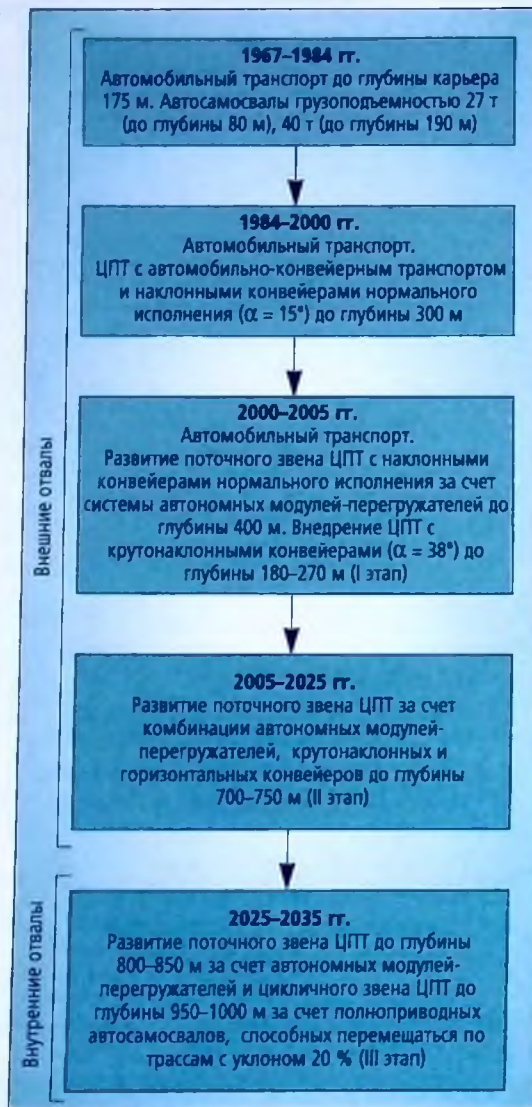 Внешние отвалы
1967–1984 гг.
Автомобильный транспорт до глубины карьера
175 м. Автосамосвалы грузоподъемностью 27 т
(до глубины 80 м), 40 т (до глубины 190 м)
1984–2000 гг.
Автомобильный транспорт.
ЦПТ с автомобильно-конвейерным транспортом
и наклонными конвейерами нормального
исполнения (α = 15°) до глубины 300 м
2000–2005 гг.
Автомобильный транспорт.
Развитие поточного звена ЦПТ с наклонными
конвейерами нормального исполнения за счет
системы автономных модулей-перегружателей до
глубины 400 м. Внедрение ЦПТ с
крутонаклонными конвейерами (α = 38°) до
глубины 180–270 м (I этап)
2005–2025 гг.
Развитие поточного звена ЦПТ за счет
комбинации автономных модулей-
перегружателей, крутонаклонных и
горизонтальных конвейеров до глубины
700–750 м (II этап)
Внутренние отвалы
2025–2035 гг.
Развитие поточного звена ЦПТ до глубины
800–850 м за счет автономных модулей-
перегружателей и цикличного звена ЦПТ до
глубины 950–1000 м за счет полноприводных
автосамосвалов, способных перемещаться по
трассам с уклоном 20 % (III этап)